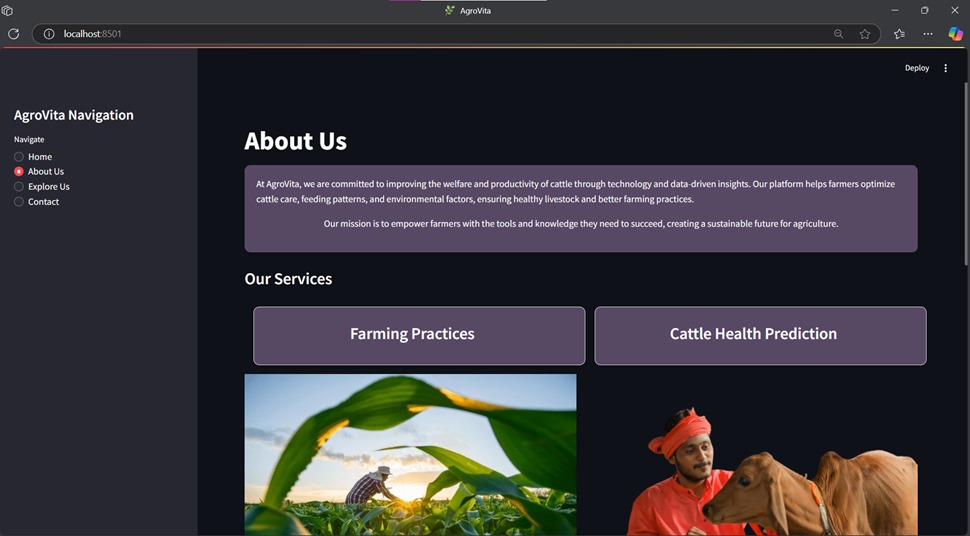 AgroVita
localhost:8501
Deploy
AgroVita Navigation
Navigate
Home
About Us
Explore Us
Contact
About Us
At AgroVita, we are committed to improving the welfare and productivity of cattle through technology and data-driven insights. Our platform helps farmers optimize
cattle care, feeding patterns, and environmental factors, ensuring healthy livestock and better farming practices.
Our mission is to empower farmers with the tools and knowledge they need to succeed, creating a sustainable future for agriculture.
Our Services
Farming Practices
Cattle Health Prediction